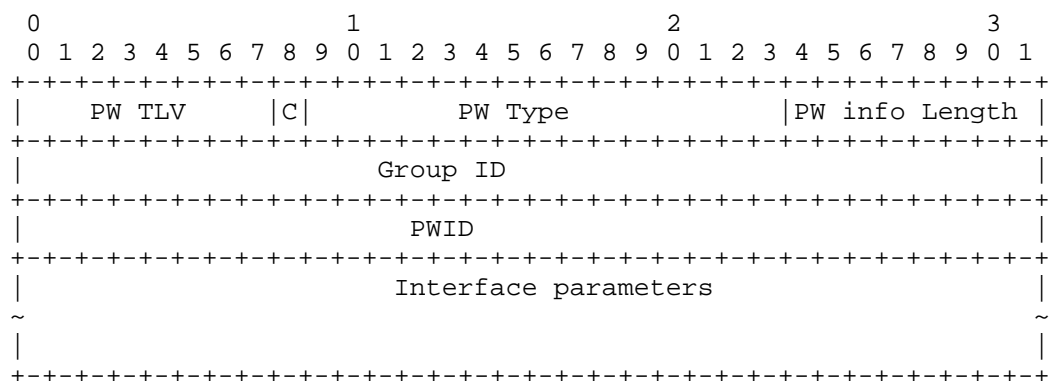 0                   1                   2                   3
 0 1 2 3 4 5 6 7 8 9 0 1 2 3 4 5 6 7 8 9 0 1 2 3 4 5 6 7 8 9 0 1
+-+-+-+-+-+-+-+-+-+-+-+-+-+-+-+-+-+-+-+-+-+-+-+-+-+-+-+-+-+-+-+-+
|    PW TLV     |C|         PW Type             |PW info Length |
+-+-+-+-+-+-+-+-+-+-+-+-+-+-+-+-+-+-+-+-+-+-+-+-+-+-+-+-+-+-+-+-+
|                      Group ID                                 |
+-+-+-+-+-+-+-+-+-+-+-+-+-+-+-+-+-+-+-+-+-+-+-+-+-+-+-+-+-+-+-+-+
|                        PWID                                   |
+-+-+-+-+-+-+-+-+-+-+-+-+-+-+-+-+-+-+-+-+-+-+-+-+-+-+-+-+-+-+-+-+
|                       Interface parameters                    |
~                                                               ~
|                                                               |
+-+-+-+-+-+-+-+-+-+-+-+-+-+-+-+-+-+-+-+-+-+-+-+-+-+-+-+-+-+-+-+-+